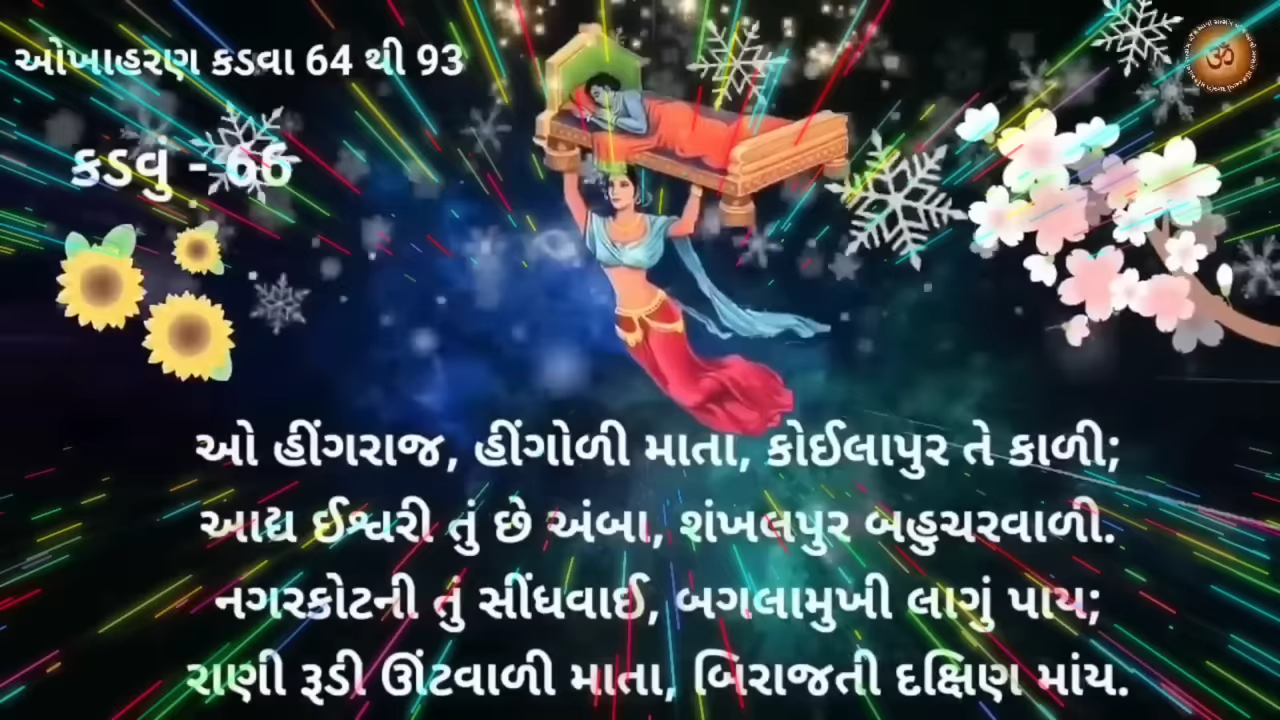 ઓખાહરણ કડવા 64 થી 93
કડવું - 66
ઓ હીંગરાજ, હીંગોળી માતા, કોઈલાપુર તે કાળી;
આદ્ય ઈશ્વરી તું છે અંબા, શંખલપુર બહુચરવાળી.
નગરકોટની તું સીંધવાઈ, બગલામુખી લાગું પાય;
રાણી રૂડી ઊંટવાળી માતા, બિરાજતી દક્ષિણ માંય.
ૐ